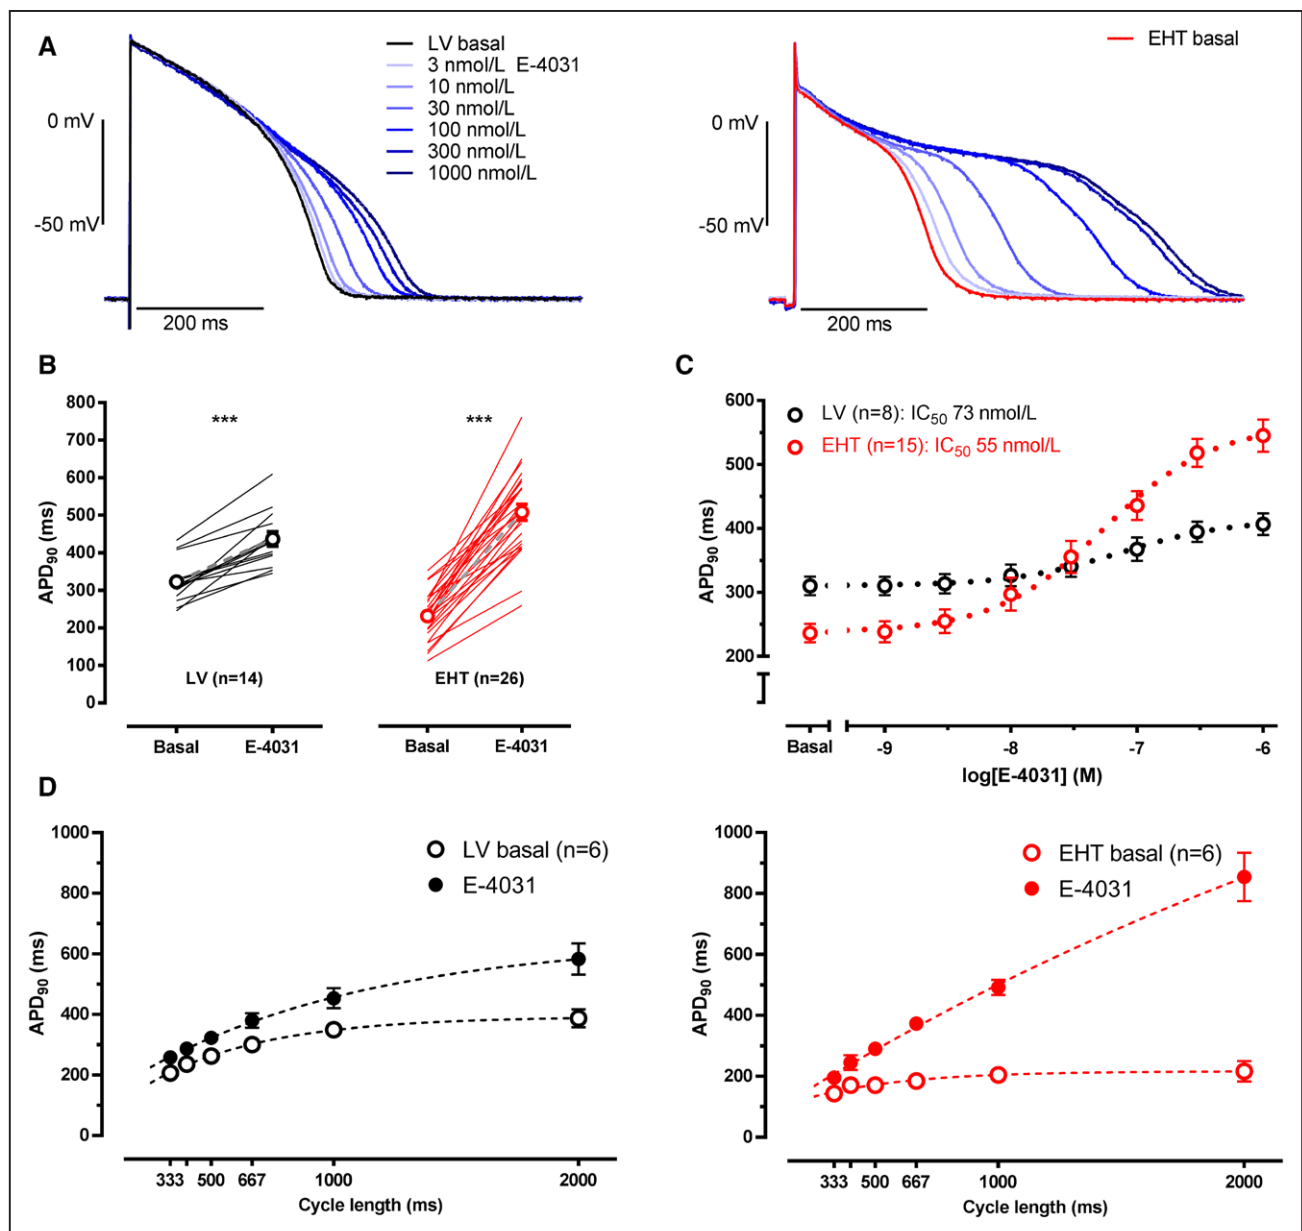 A
LV basal
3 nmol/L E-4031
10 nmol/L
30 nmol/L
100 nmol/L
300 nmol/L
1000 nmol/L
0 mV
-50 mV
200 ms
EHT basal
0 mV
-50 mV
200 ms
B
800
700
600
500
400
300
200
100
0
APD90 (ms)
***
***
LV (n=14)
EHT (n=26)
Basal
E-4031
Basal
E-4031
C
600
500
400
300
200
APD90 (ms)
LV (n=8): IC50 73 nmol/L
EHT (n=15): IC50 55 nmol/L
Basal
-9
-8
-7
-6
log[E-4031] (M)
D
1000
800
600
400
200
0
APD90 (ms)
LV basal (n=6)
E-4031
333
500
667
1000
2000
Cycle length (ms)
1000
800
600
400
200
0
APD90 (ms)
EHT basal (n=6)
E-4031
333
500
667
1000
2000
Cycle length (ms)